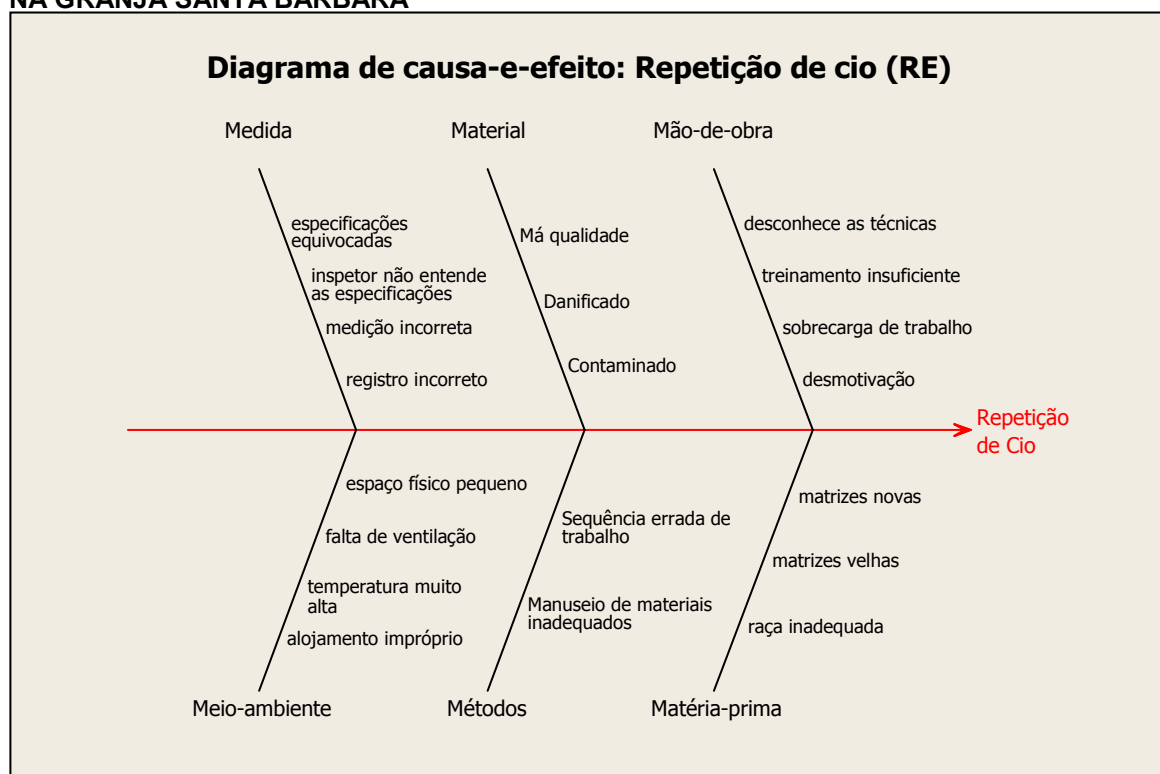 NA GRANJA SANTA BÁRBARA
Diagrama de causa-e-efeito: Repetição de cio (RE)
Medida
Material
Mão-de-obra
especificações
equivocadas
inspetor não entende
as especificações
medição incorreta
registro incorreto
Má qualidade
Danificado
Contaminado
desconhece as técnicas
treinamento insuficiente
sobrecarga de trabalho
desmotivação
Repetição
de Cio
espaço físico pequeno
falta de ventilação
temperatura muito
alta
alojamento impróprio
Sequência errada de
trabalho
Manuseio de materiais
inadequados
matrizes novas
matrizes velhas
raça inadequada
Meio-ambiente
Métodos
Matéria-prima